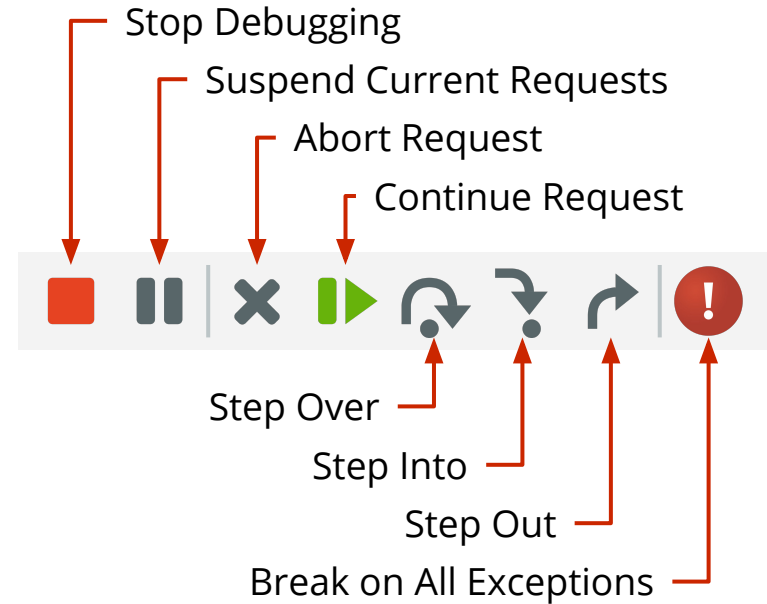 Stop Debugging
Suspend Current Requests
Abort Request
Continue Request
!
Step Over
Step Into
Step Out
Break on All Exceptions